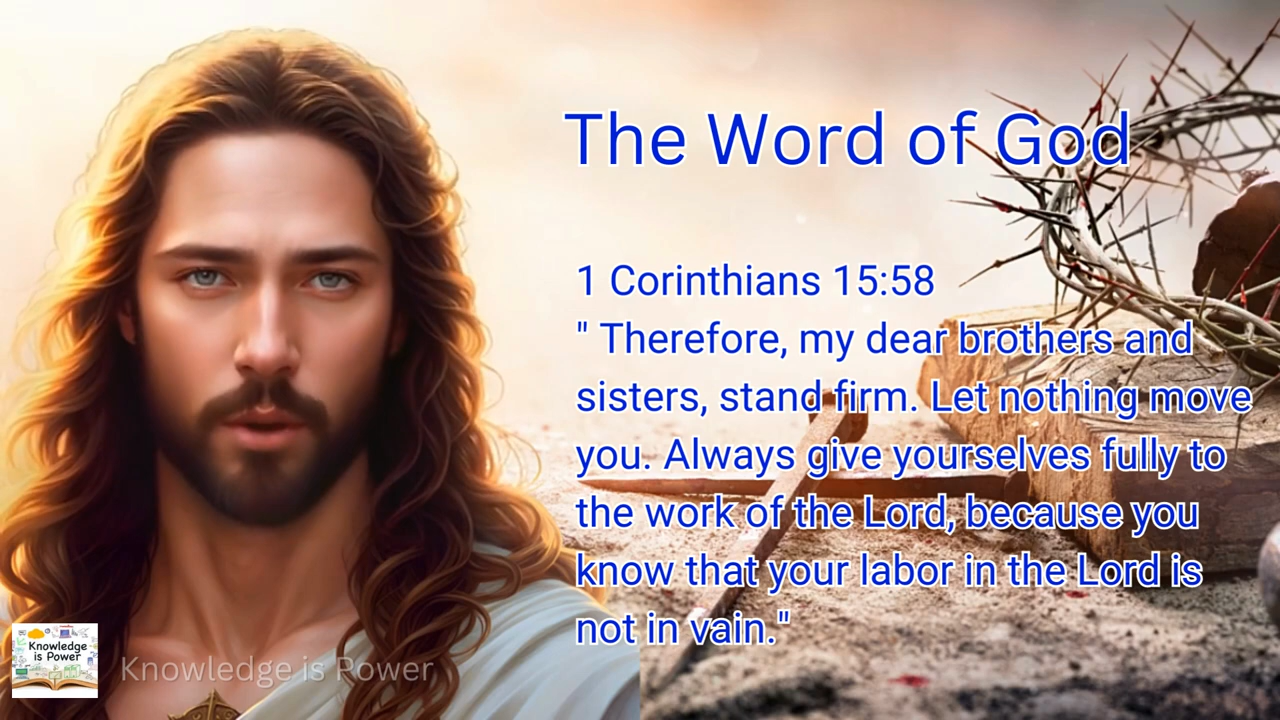 The Word of God
1 Corinthians 15:58
" Therefore, my dear brothers and
sisters, stand firm. Let nothing move
you. Always give yourselves fully to
the work of the Lord, because you
know that your labor in the Lord is
not in vain."
Knowledge
is Power
Knowledge is Power